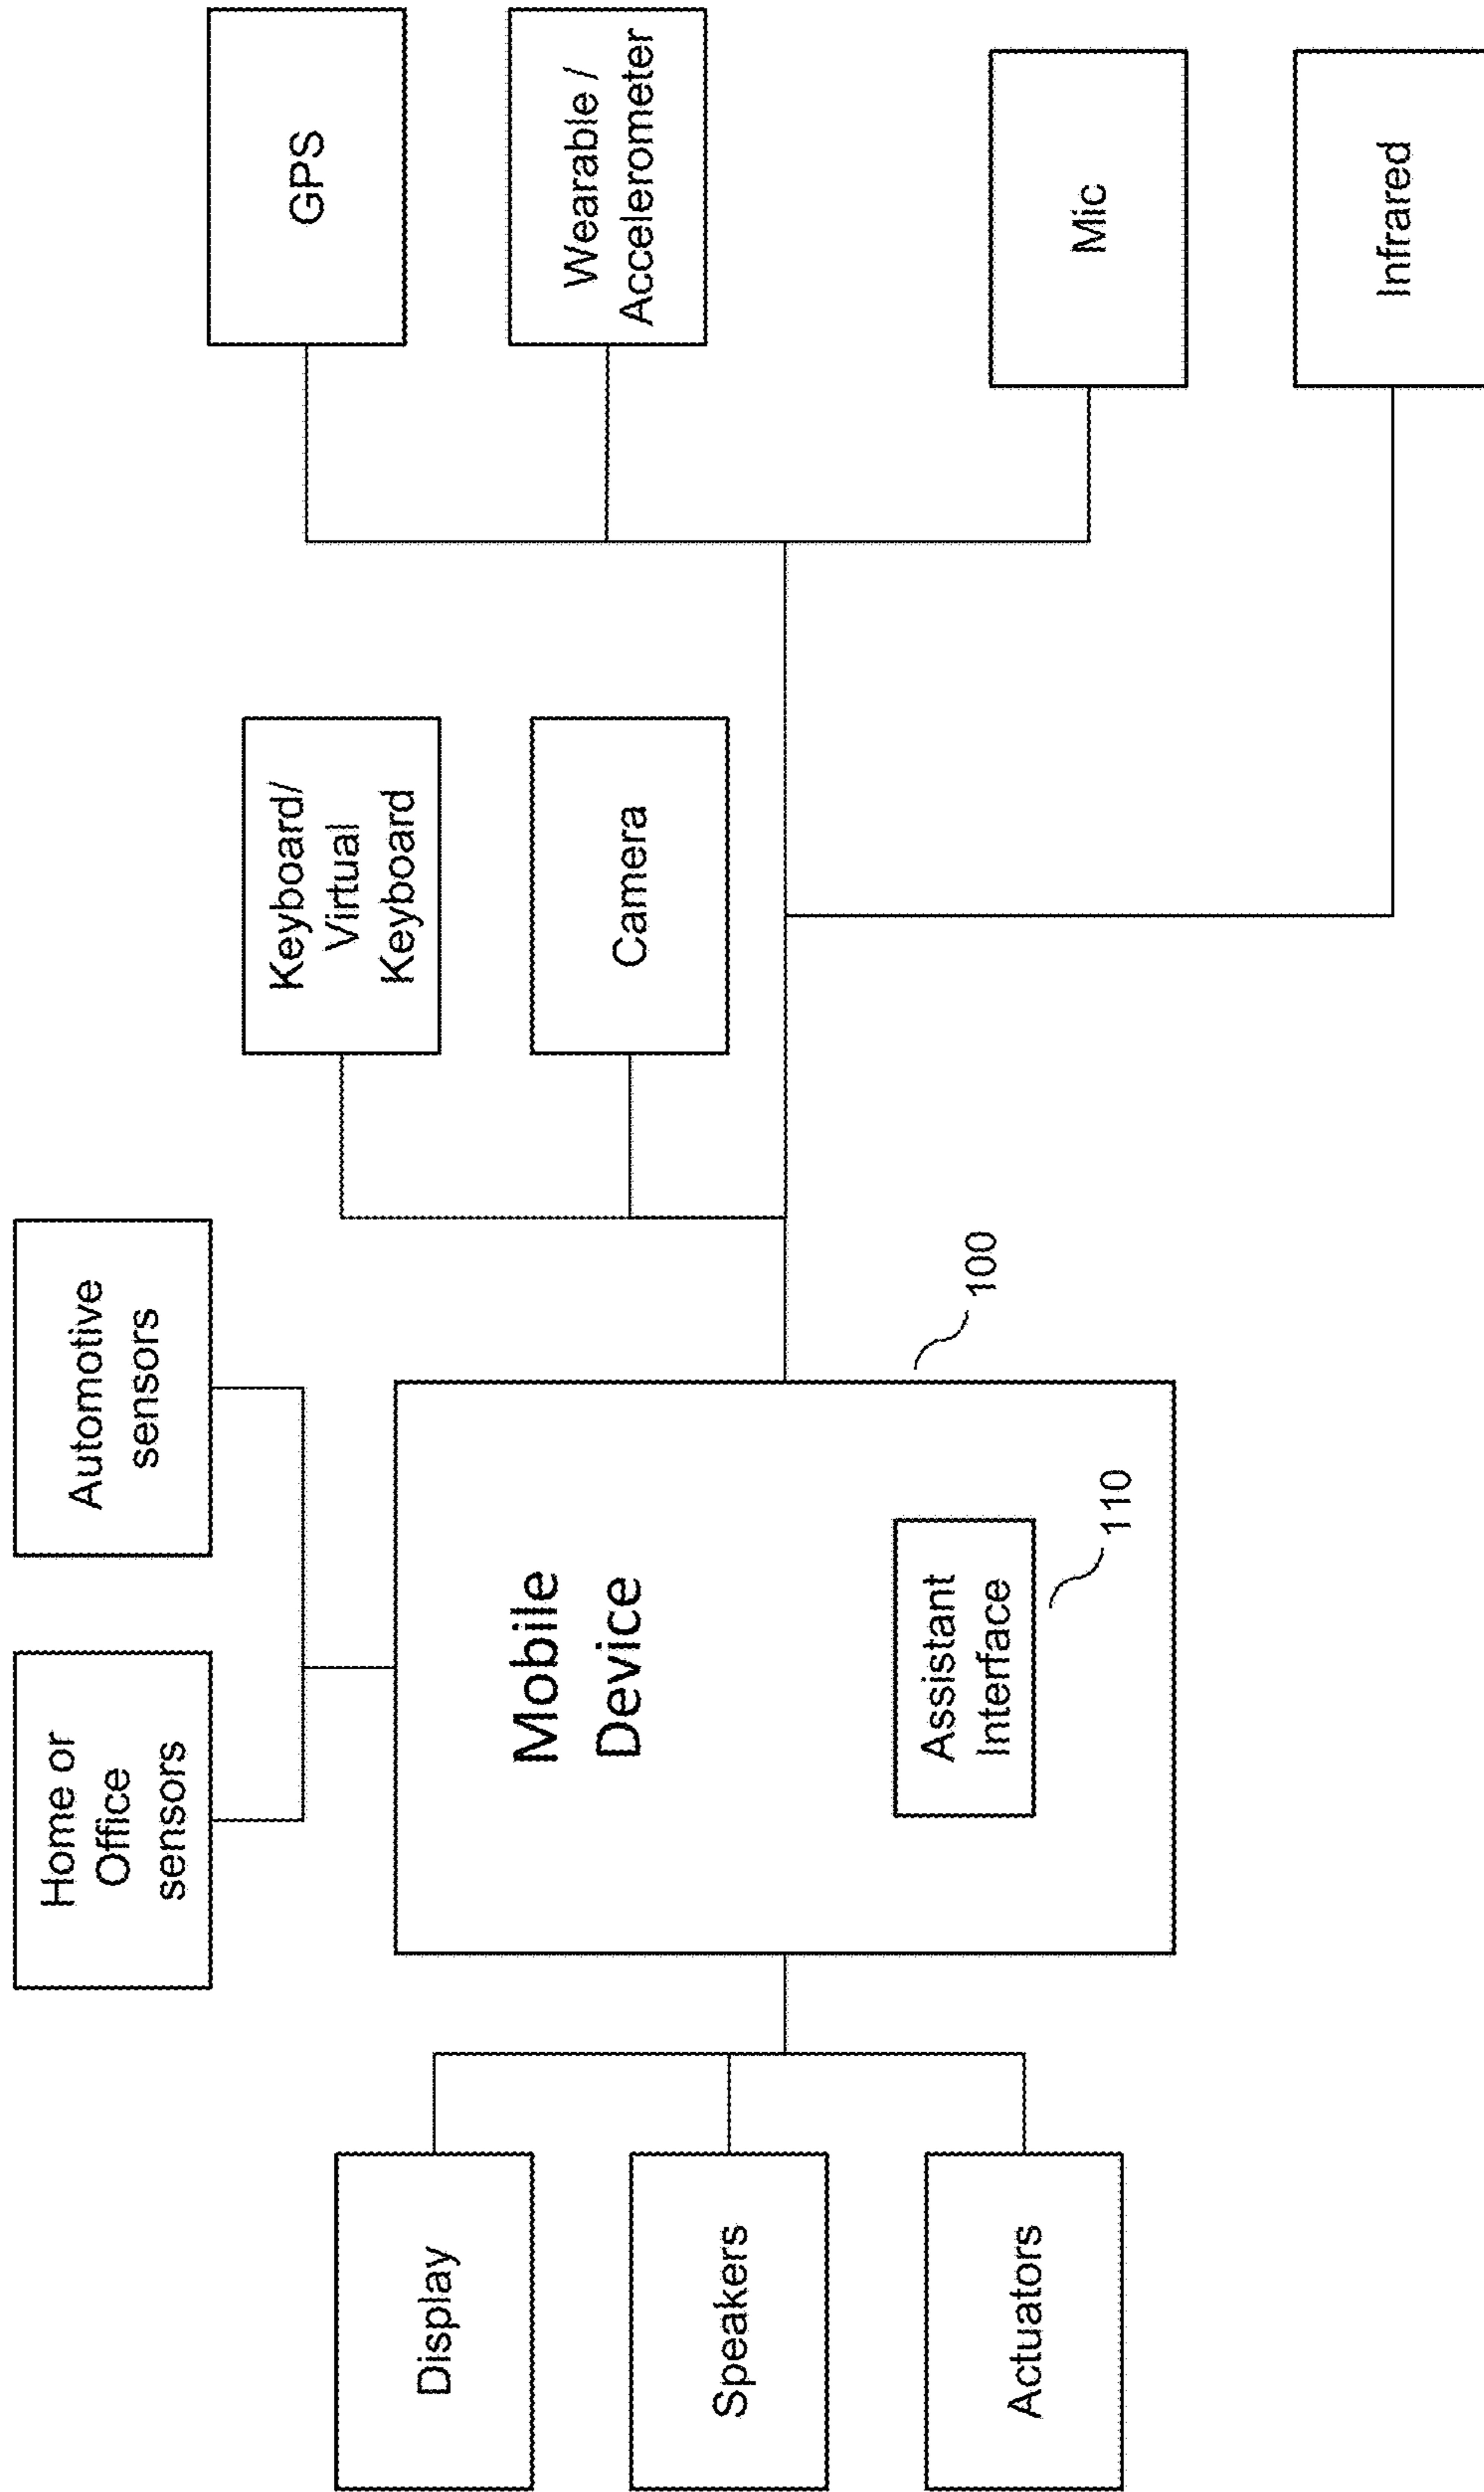 Home or
Office
sensors
Automotive
sensors
Keyboard/
Virtual
Keyboard
GPS
Display
Mobile
Device
Camera
Wearable /
Accelerometer
Speakers
Assistant
Interface
110
100
Mic
Actuators
Infrared